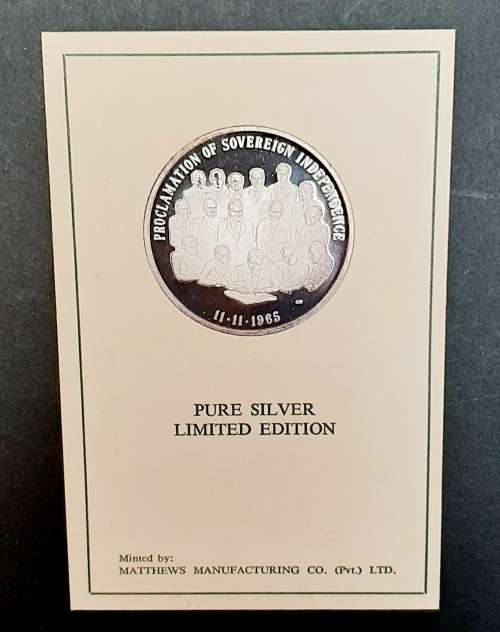 PROCLAMATION OF SOVEREIGN INDEPENDENCE
11·11·1965
PURE SILVER
LIMITED EDITION
Minted by:
MATTHEWS MANUFACTURING CO. (Pvt.) LTD.